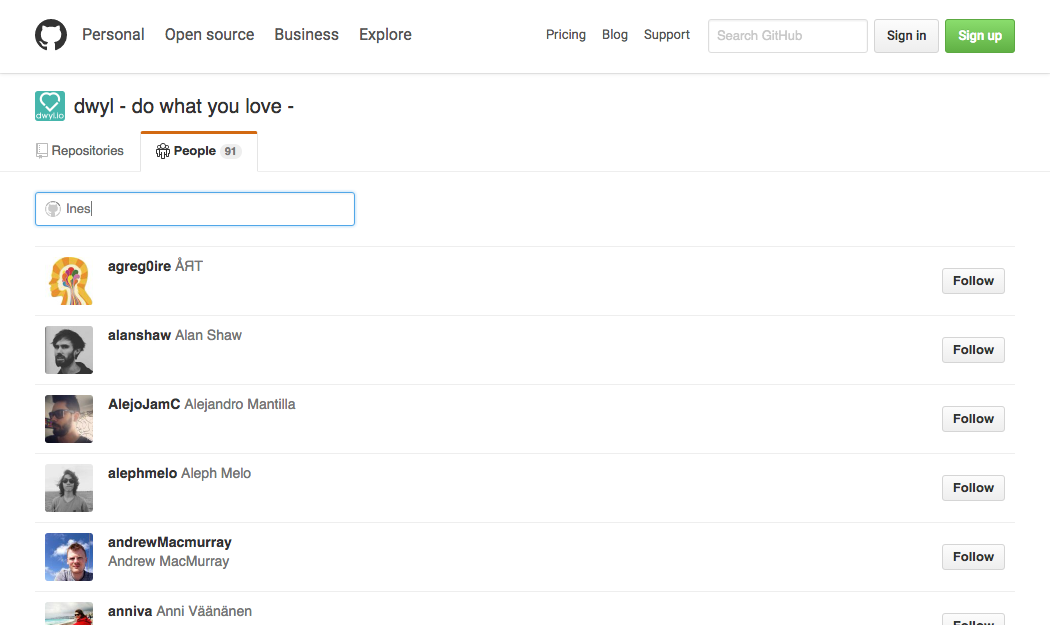 Personal Open source Business Explore Pricing Blog Support Search GitHub Sign in Sign up
dwyl.io dwyl - do what you love -
Repositories People 91
Ines
agreg0ire ÅЯT
Follow
alanshaw Alan Shaw
Follow
AlejoJamC Alejandro Mantilla
Follow
alephmelo Aleph Melo
Follow
andrewMacmurray
Andrew MacMurray
Follow
anniva Anni Väänänen
Follow